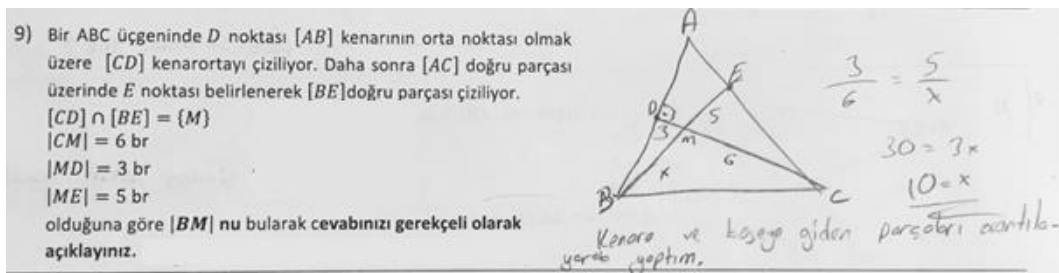 9) Bir ABC üçgeninde D noktası [AB] kenarının orta noktası olmak
üzere [CD] kenarortayı çiziliyor. Daha sonra [AC] doğru parçası
üzerinde E noktası belirlenerek [BE]doğru parçası çiziliyor.
[CD] ∩ [BE] = {M}
|CM| = 6 br
|MD| = 3 br
|ME| = 5 br
olduğuna göre |BM| nu bularak cevabınızı gerekçeli olarak
açıklayınız.
A
E
D
5
3
M
6
x
B
C
3/6 = 5/x
30 = 3x
10 = x
Kenara ve köşeye giden parçaları orantıla-
yarak yaptım.